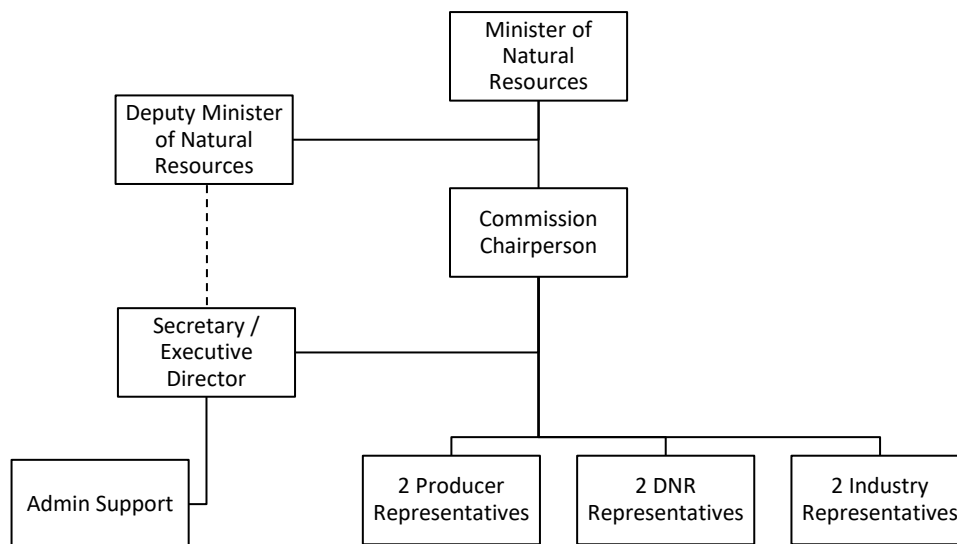 Minister of
Natural
Resources
Deputy Minister
of Natural
Resources
Commission
Chairperson
Secretary /
Executive
Director
Admin Support
2 Producer
Representatives
2 DNR
Representatives
2 Industry
Representatives